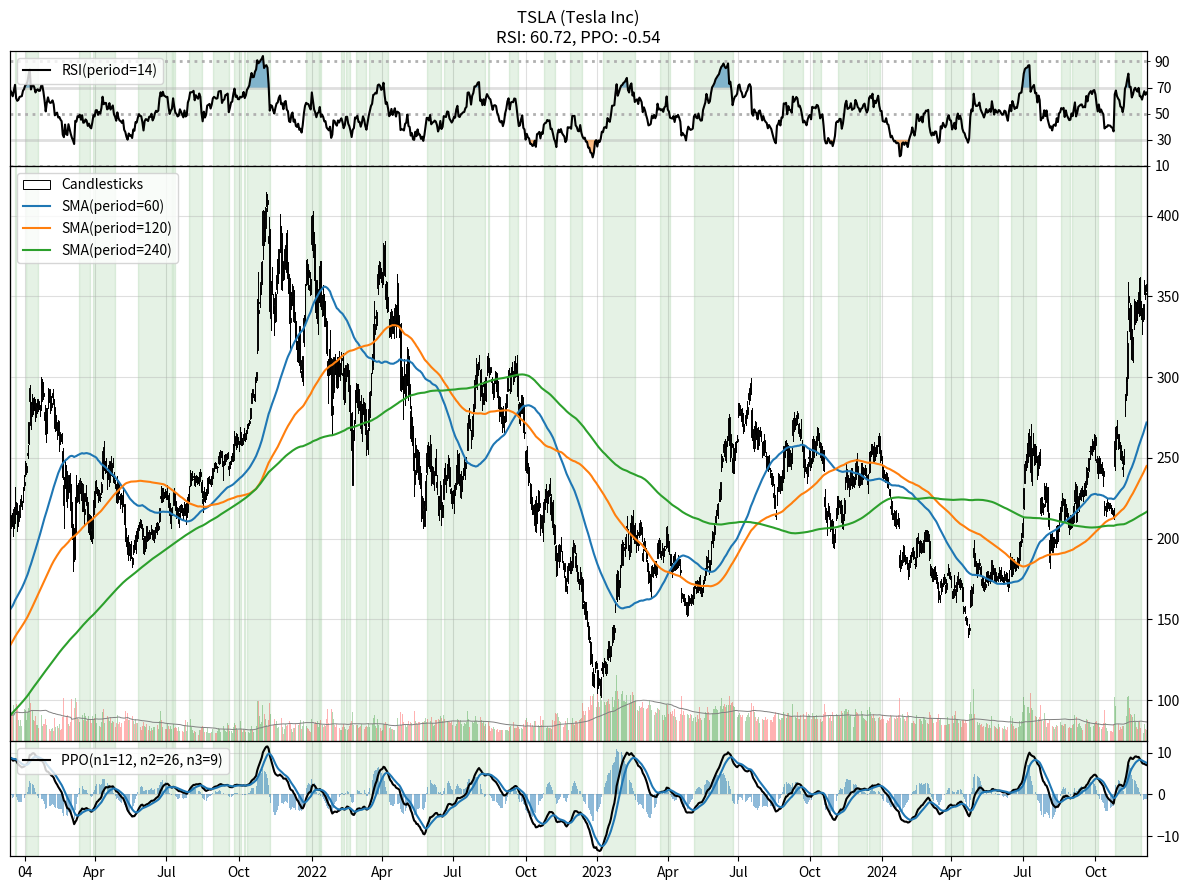 TSLA (Tesla Inc)
RSI: 60.72, PPO: -0.54
RSI(period=14)
90
70
50
30
10
Candlesticks
SMA(period=60)
SMA(period=120)
SMA(period=240)
400
350
300
250
200
150
100
PPO(n1=12, n2=26, n3=9)
10
0
−10
04 Apr Jul Oct 2022 Apr Jul Oct 2023 Apr Jul Oct 2024 Apr Jul Oct